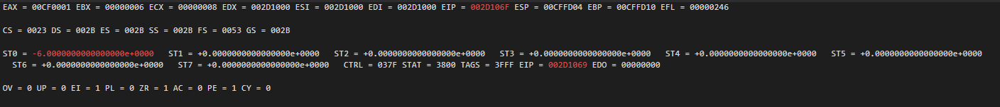 EAX = 00CF0001 EBX = 00000006 ECX = 00000008 EDX = 002D1000 ESI = 002D1000 EDI = 002D1000 EIP = 002D106F ESP = 00CFFD04 EBP = 00CFFD10 EFL = 00000246
CS = 0023 DS = 002B ES = 002B SS = 002B FS = 0053 GS = 002B
ST0 = -6.0000000000000000e+0000 ST1 = +0.0000000000000000e+0000 ST2 = +0.0000000000000000e+0000 ST3 = +0.0000000000000000e+0000 ST4 = +0.0000000000000000e+0000 ST5 = +0.0000000000000000e+0000
ST6 = +0.0000000000000000e+0000 ST7 = +0.0000000000000000e+0000 CTRL = 037F STAT = 3800 TAGS = 3FFF EIP = 002D1069 EDO = 00000000
OV = 0 UP = 0 EI = 1 PL = 0 ZR = 1 AC = 0 PE = 1 CY = 0